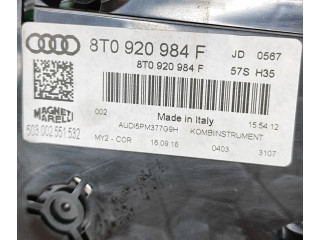 8T0 920 984 F JD 0567
8T0 920 984 F 57S H35
MAGNETI
MARELLI
503.002.551.532
002 Made in Italy 15.54.12
AUDI5PM377G9H KOMBIINSTRUMENT
MY2 - COR 16.09.16 0403 3107